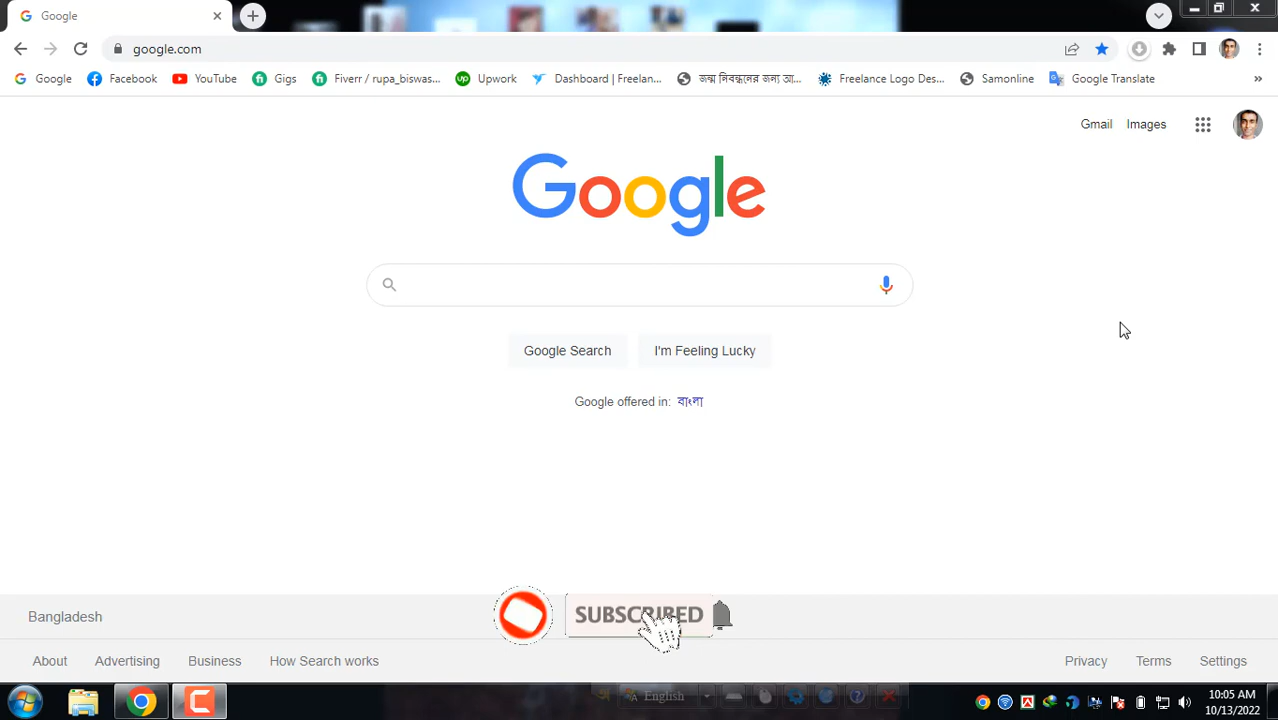 Google
google.com
Google
Facebook
YouTube
Gigs
Fiverr / rupa_biswas...
Upwork
Dashboard | Freelan...
জন্ম নিবন্ধনের জন্য আ...
Freelance Logo Des...
Samonline
Google Translate
Gmail
Images
Google
Google Search
I'm Feeling Lucky
Google offered in: বাংলা
Bangladesh
SUBSCRIBED
About
Advertising
Business
How Search works
Privacy
Terms
Settings
English
10:05 AM
10/13/2022